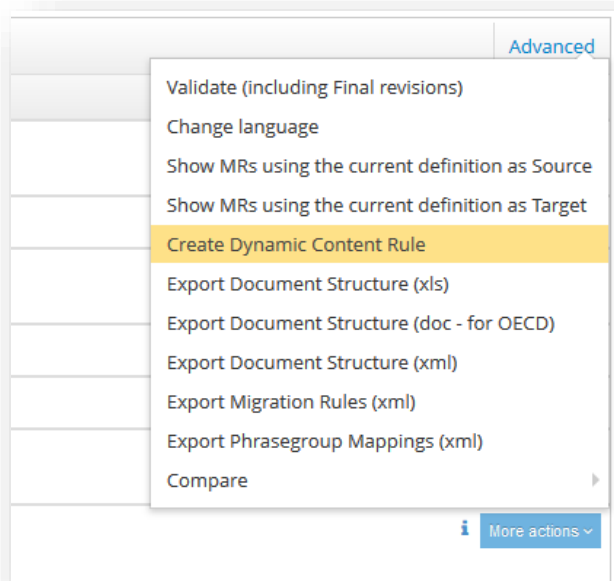 Advanced
Validate (including Final revisions)
Change language
Show MRs using the current definition as Source
Show MRs using the current definition as Target
Create Dynamic Content Rule
Export Document Structure (xls)
Export Document Structure (doc - for OECD)
Export Document Structure (xml)
Export Migration Rules (xml)
Export Phrasegroup Mappings (xml)
Compare
More actions